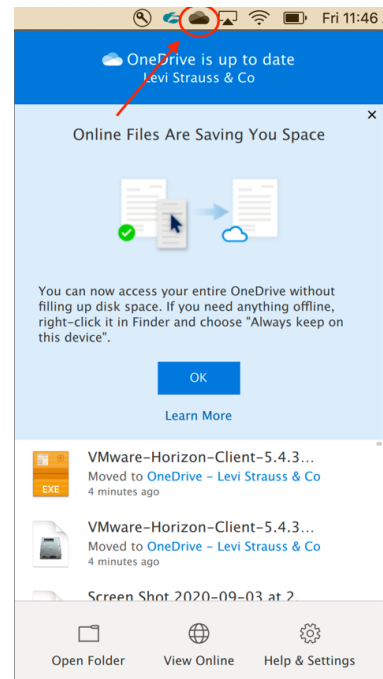 Fri 11:46
OneDrive is up to date
Levi Strauss & Co
Online Files Are Saving You Space
You can now access your entire OneDrive without
filling up disk space. If you need anything offline,
right-click it in Finder and choose "Always keep on
this device".
OK
Learn More
VMware-Horizon-Client-5.4.3...
Moved to OneDrive - Levi Strauss & Co
4 minutes ago
EXE
VMware-Horizon-Client-5.4.3...
Moved to OneDrive - Levi Strauss & Co
4 minutes ago
Screen Shot 2020-09-03 at 2.
Open Folder
View Online
Help & Settings